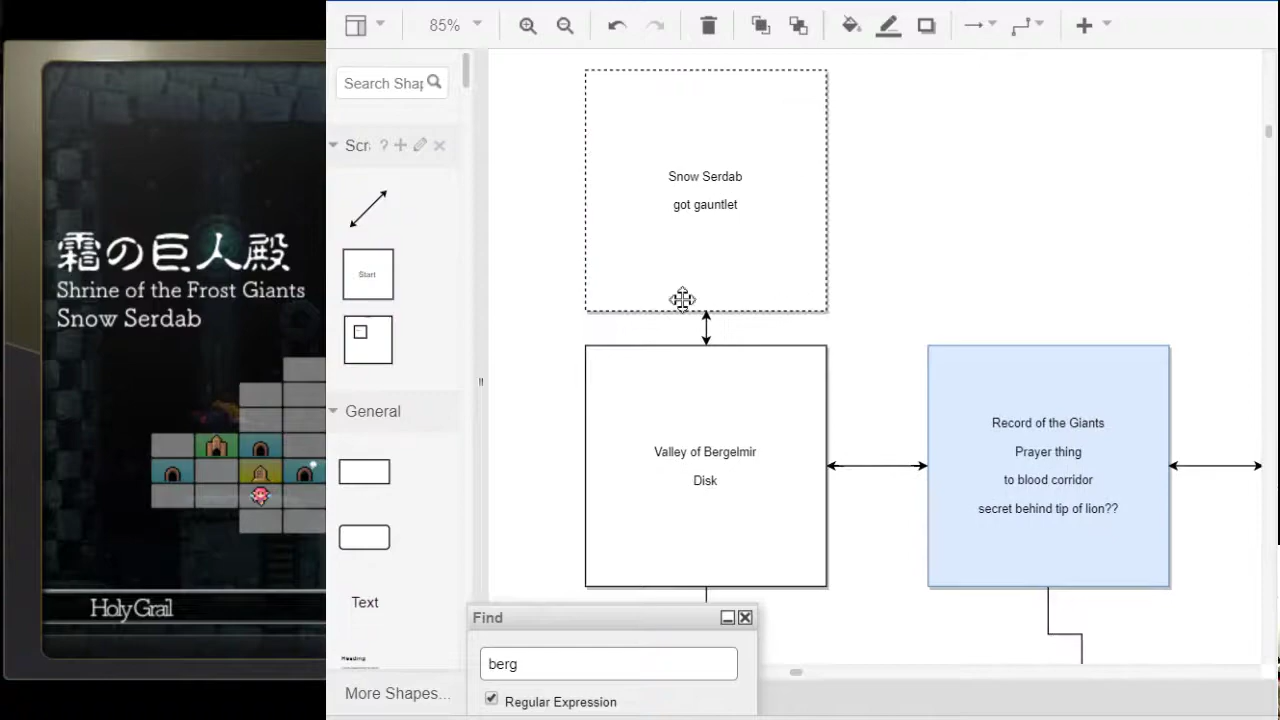 霜の巨人殿
Shrine of the Frost Giants
Snow Serdab
HolyGrail
85%
Search Shap
Scr
Start
General
Text
Heading
More Shapes...
Snow Serdab
got gauntlet
Valley of Bergelmir
Disk
Record of the Giants
Prayer thing
to blood corridor
secret behind tip of lion??
Find
berg
Regular Expression